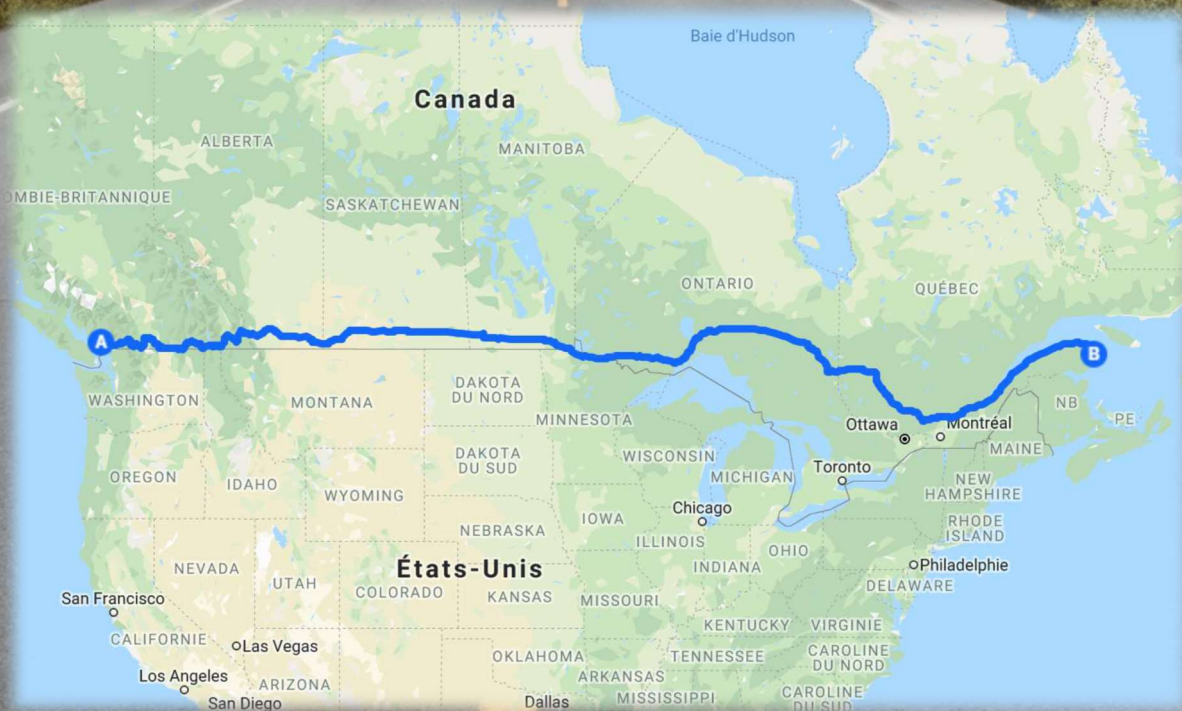 Baie d'Hudson
Canada
ALBERTA
MANITOBA
OMBIE-BRITANNIQUE
SASKATCHEWAN
ONTARIO
QUÉBEC
A
B
WASHINGTON
MONTANA
DAKOTA
DU NORD
MINNESOTA
NB
PE
Ottawa
Montréal
MAINE
OREGON
IDAHO
WYOMING
DAKOTA
DU SUD
WISCONSIN
MICHIGAN
Toronto
NEW
HAMPSHIRE
Chicago
NEBRASKA
IOWA
ILLINOIS
INDIANA
OHIO
RHODE
ISLAND
NEVADA
UTAH
États-Unis
COLORADO
KANSAS
MISSOURI
Philadelphie
DELAWARE
San Francisco
CALIFORNIE
Las Vegas
KENTUCKY
VIRGINIE
Los Angeles
ARIZONA
OKLAHOMA
TENNESSEE
CAROLINE
DU NORD
ARKANSAS
San Diego
Dallas
MISSISSIPPI
CAROLINE
DU SUD